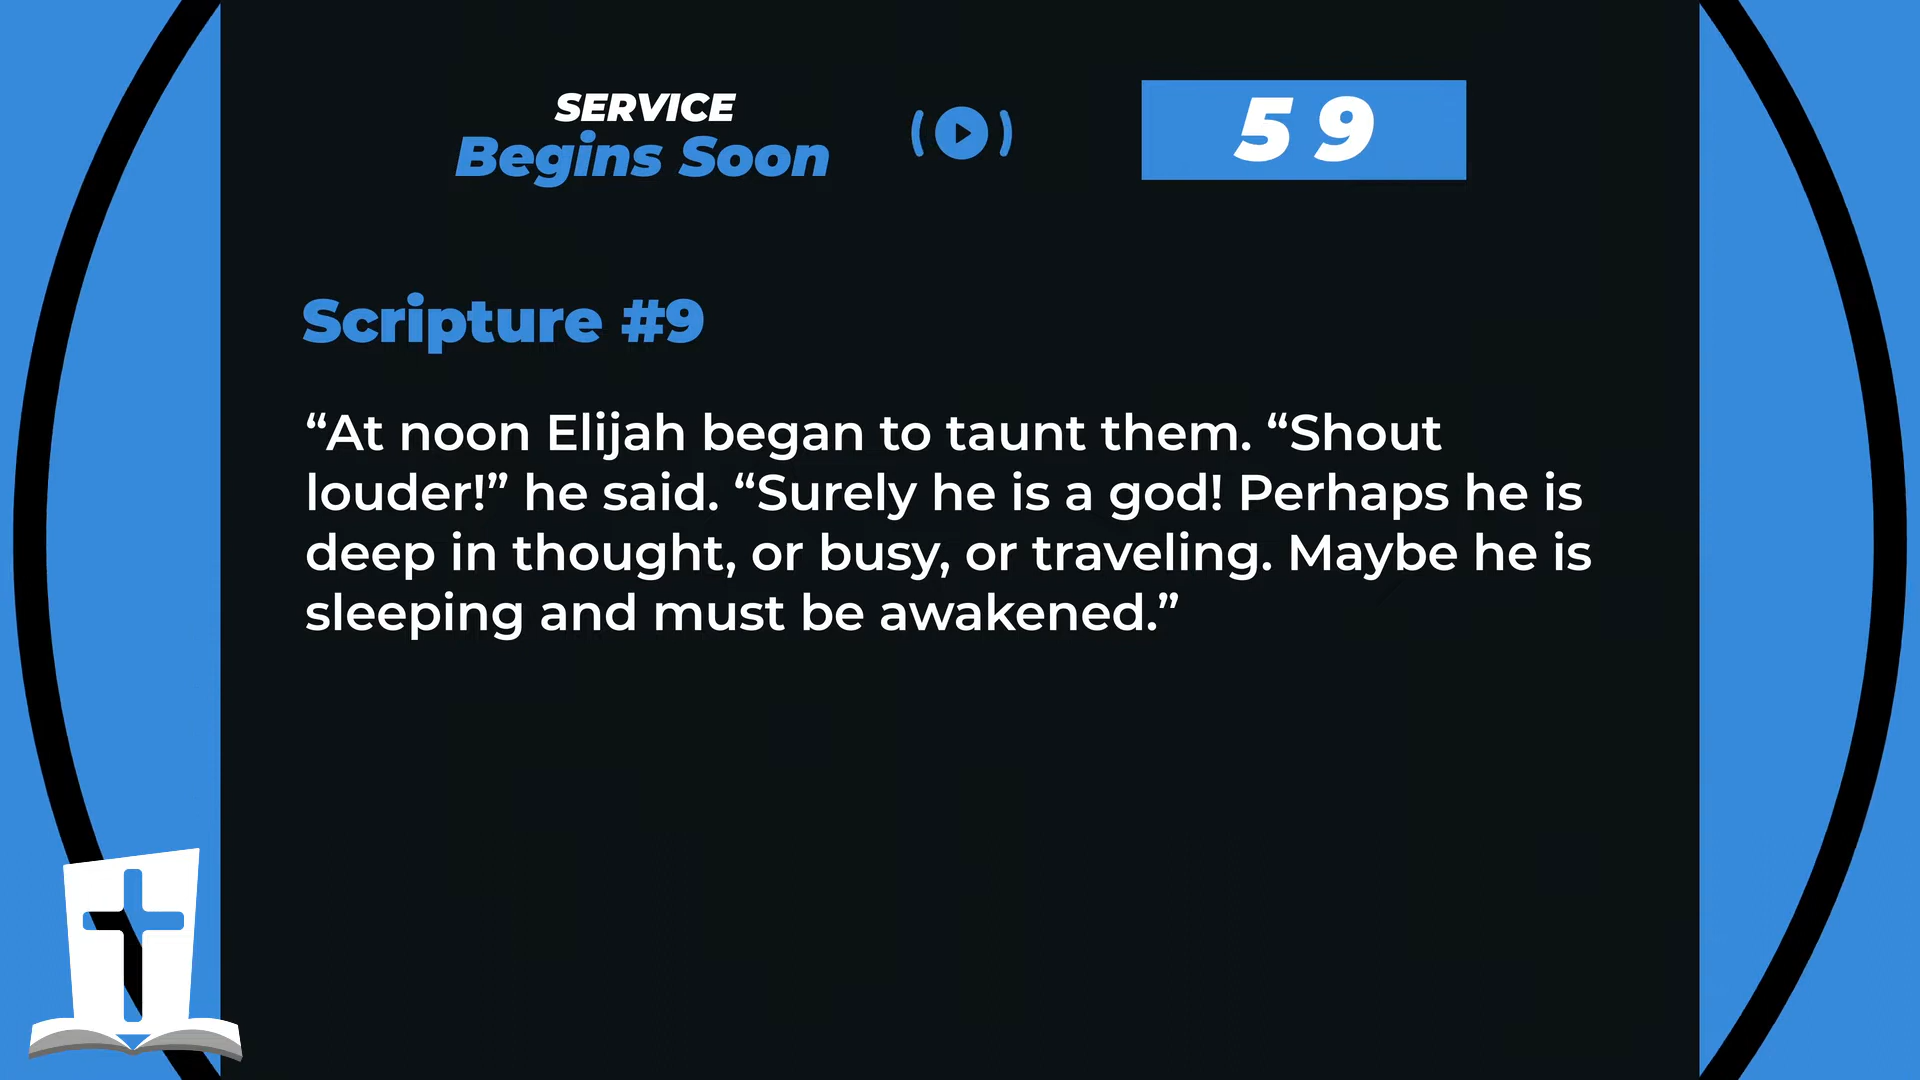 SERVICE
Begins Soon
59
Scripture #9
“At noon Elijah began to taunt them. “Shout
louder!” he said. “Surely he is a god! Perhaps he is
deep in thought, or busy, or traveling. Maybe he is
sleeping and must be awakened.”